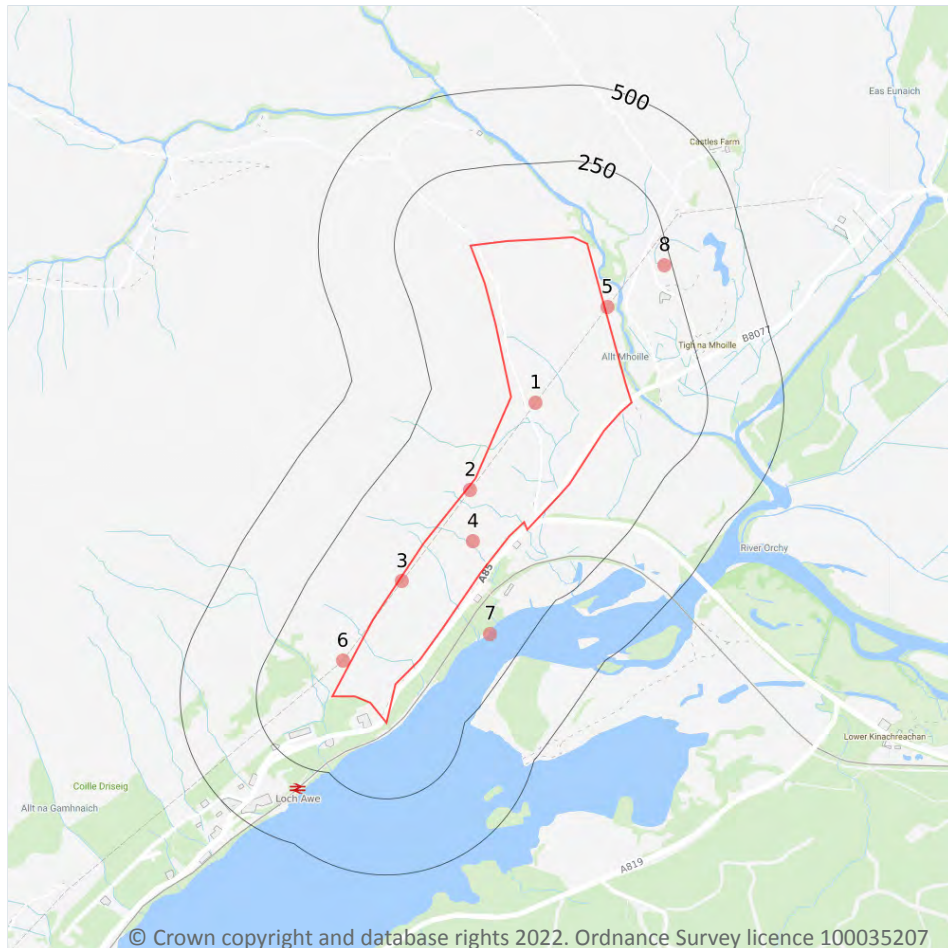 500
Eas Eunaich
Castles Farm
250
8
5
B8077
Tigh na Mhoille
Allt Mhoille
1
2
4
River Orchy
3
A85
7
6
Lower Kinachreachan
Coille Driseig
Loch Awe
Allt na Gamhnaich
A819
© Crown copyright and database rights 2022. Ordnance Survey licence 100035207